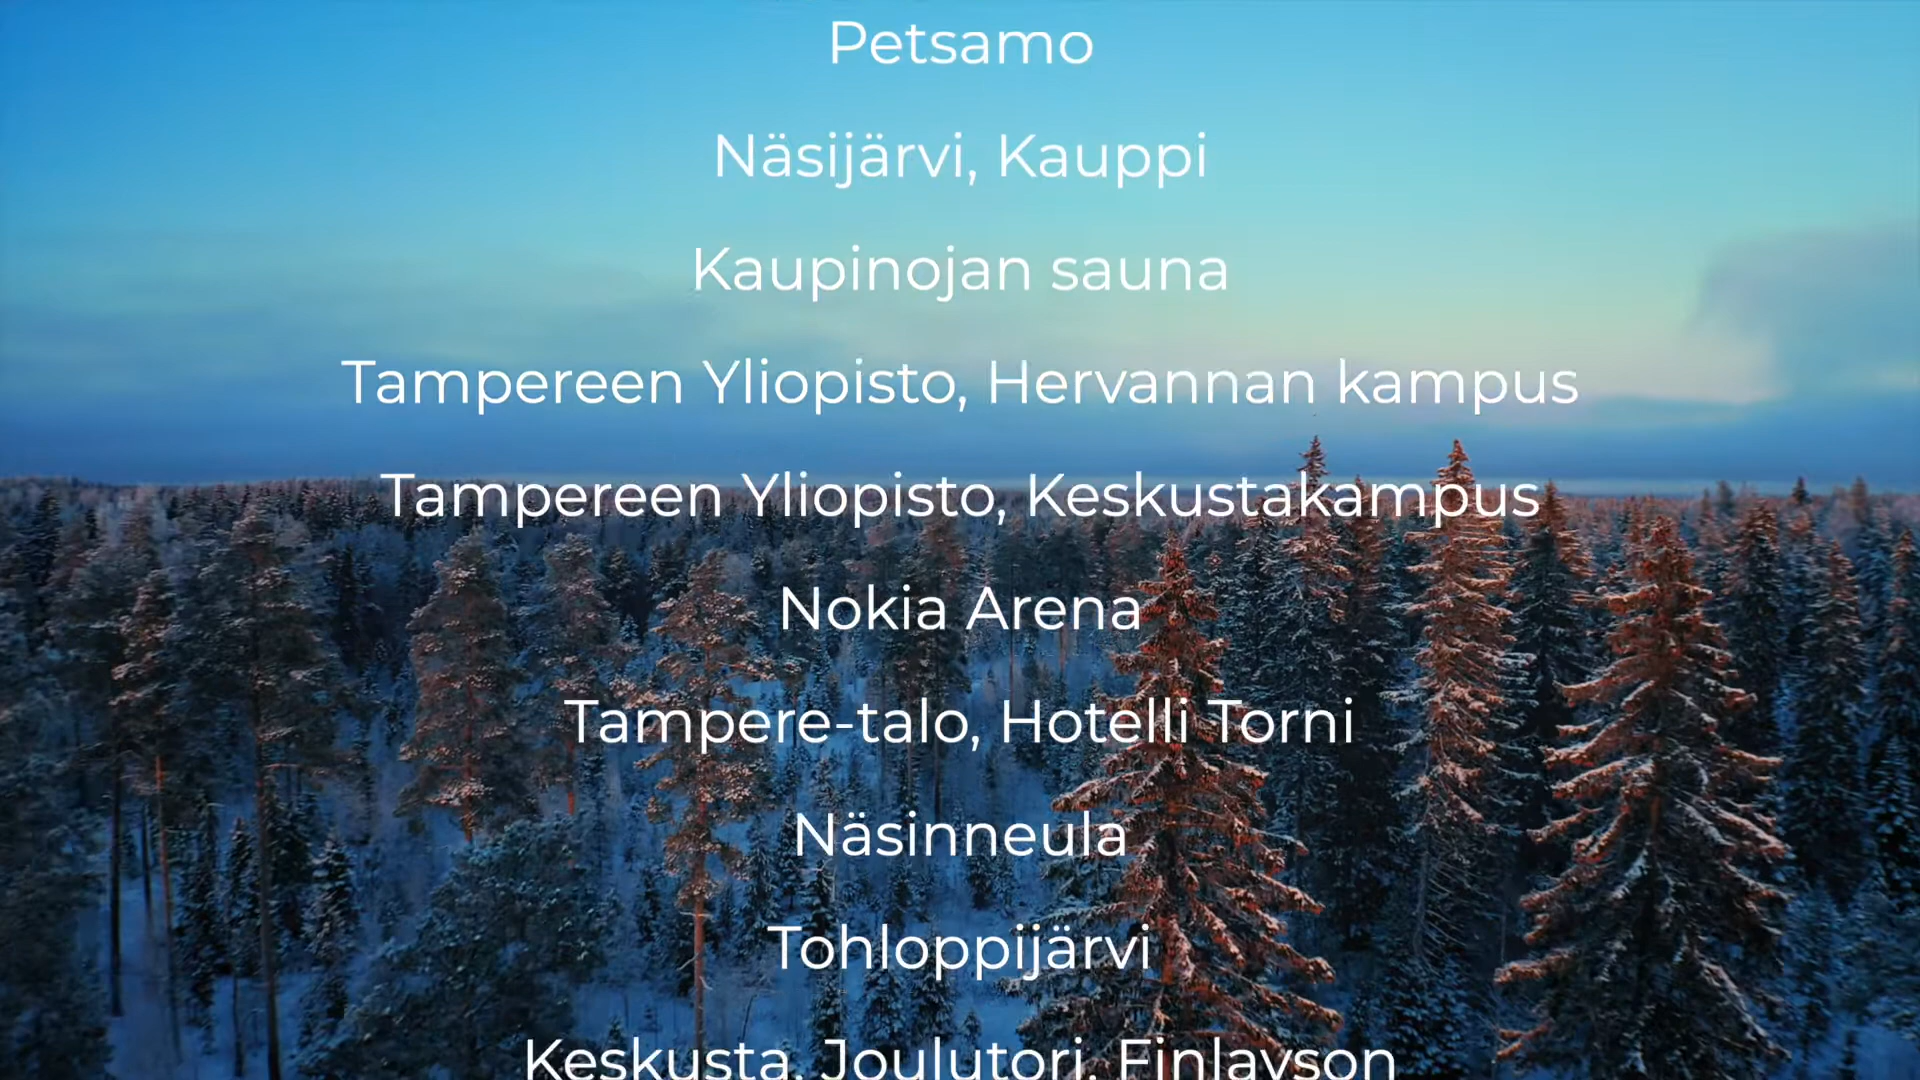 Petsamo
Näsijärvi, Kauppi
Kaupinojan sauna
Tampereen Yliopisto, Hervannan kampus
Tampereen Yliopisto, Keskustakampus
Nokia Arena
Tampere-talo, Hotelli Torni
Näsinneula
Tohloppijärvi
Keskusta, Joulutori, Finlayson